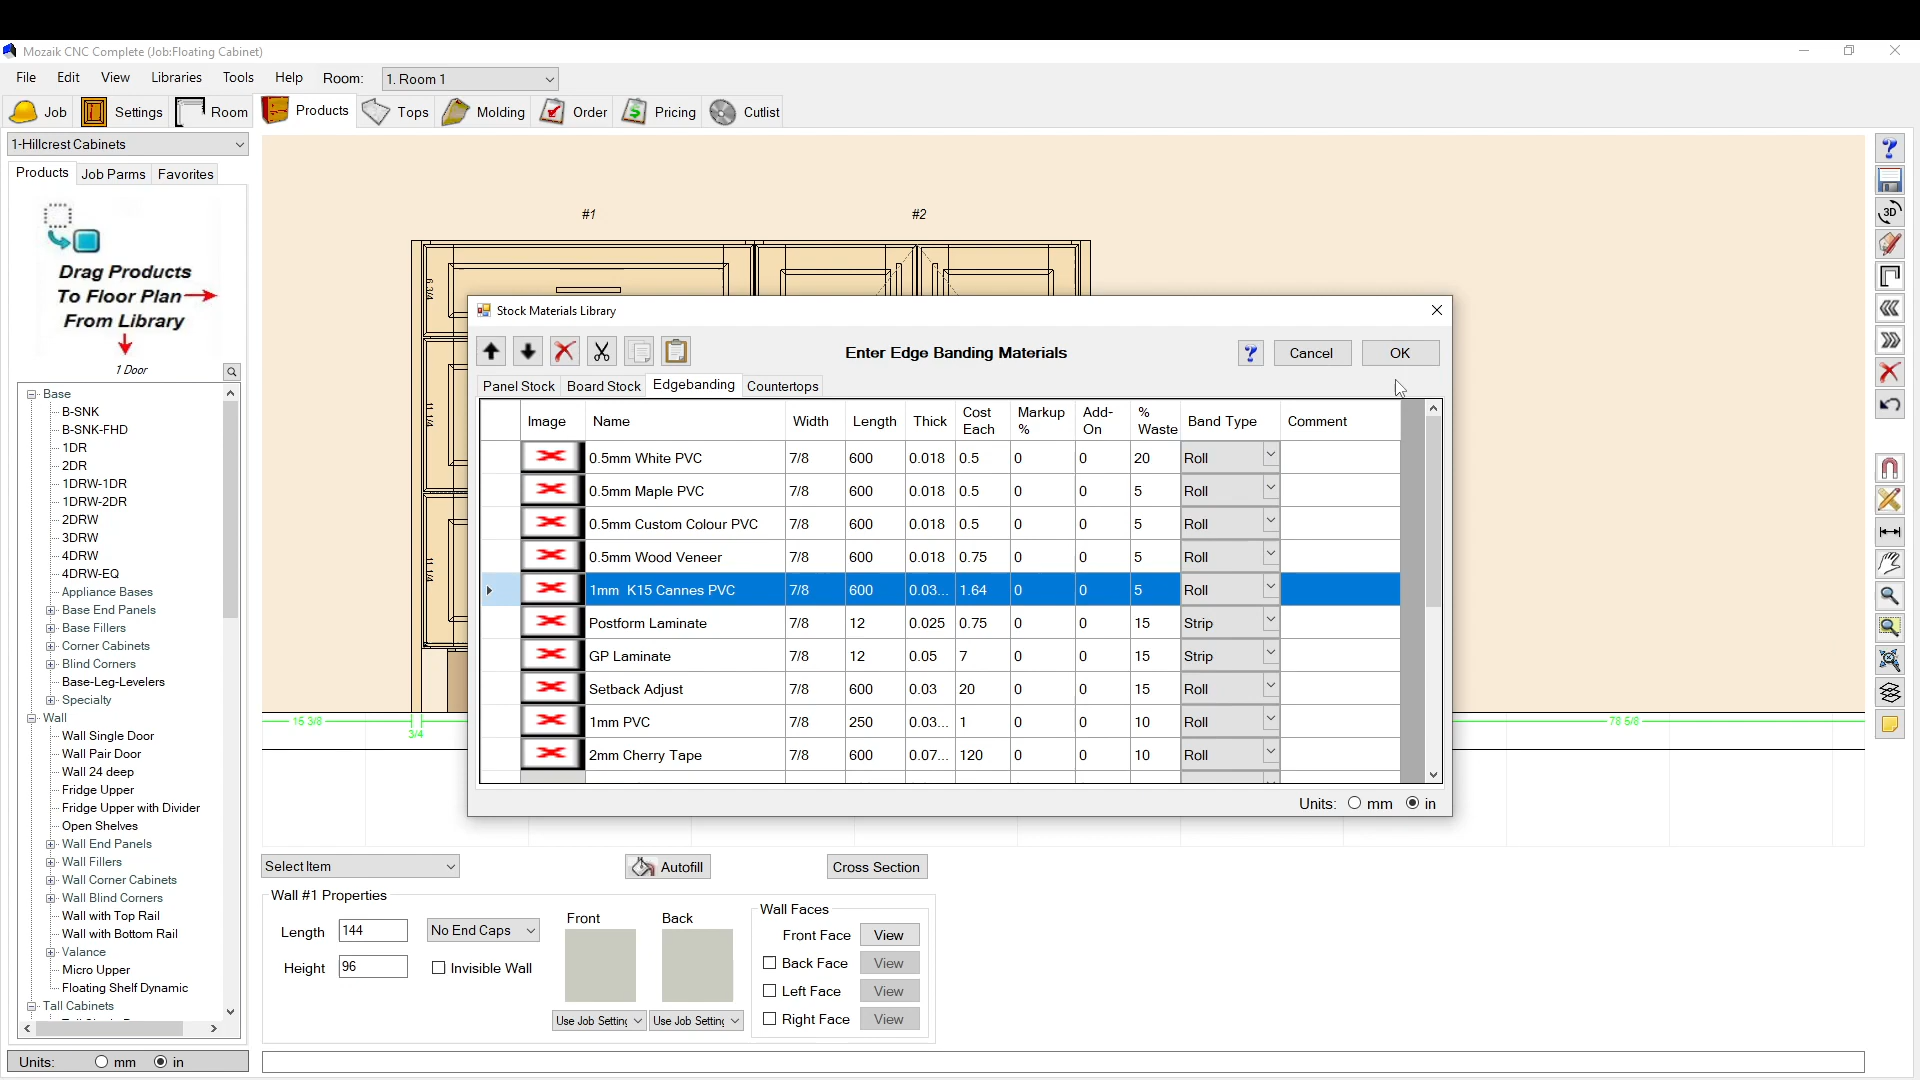 Mozaik CNC Complete (Job:Floating Cabinet)
File Edit View Libraries Tools Help Room: 1. Room 1
Job Settings Room Products Tops Molding Order Pricing Cutlist
1-Hillcrest Cabinets
Products Job Parms Favorites
Drag Products
To Floor Plan
From Library
1 Door
Base
B-SNK
B-SNK-FHD
1DR
2DR
1DRW-1DR
1DRW-2DR
2DRW
3DRW
4DRW
4DRW-EQ
Appliance Bases
Base End Panels
Base Fillers
Corner Cabinets
Blind Corners
Base-Leg-Levelers
Specialty
Wall
Wall Single Door
Wall Pair Door
Wall 24 deep
Fridge Upper
Fridge Upper with Divider
Open Shelves
Wall End Panels
Wall Fillers
Wall Corner Cabinets
Wall Blind Corners
Wall with Top Rail
Wall with Bottom Rail
Valance
Micro Upper
Floating Shelf Dynamic
Tall Cabinets
Units: mm in
#1 #2
6 3/4
11 1/4
11 1/4
15 3/8
3/4
78 5/8
3D
Stock Materials Library
Enter Edge Banding Materials
Cancel OK
Panel Stock Board Stock Edgebanding Countertops
Image Name Width Length Thick Cost Each Markup % Add-On % Waste Band Type Comment
0.5mm White PVC 7/8 600 0.018 0.5 0 0 20 Roll
0.5mm Maple PVC 7/8 600 0.018 0.5 0 0 5 Roll
0.5mm Custom Colour PVC 7/8 600 0.018 0.5 0 0 5 Roll
0.5mm Wood Veneer 7/8 600 0.018 0.75 0 0 5 Roll
1mm K15 Cannes PVC 7/8 600 0.03... 1.64 0 0 5 Roll
Postform Laminate 7/8 12 0.025 0.75 0 0 15 Strip
GP Laminate 7/8 12 0.05 7 0 0 15 Strip
Setback Adjust 7/8 600 0.03 20 0 0 15 Roll
1mm PVC 7/8 250 0.03... 1 0 0 10 Roll
2mm Cherry Tape 7/8 600 0.07... 120 0 0 10 Roll
Units: mm in
Select Item Autofill Cross Section
Wall #1 Properties
Length 144 No End Caps
Height 96 Invisible Wall
Front Back
Use Job Setting Use Job Setting
Wall Faces
Front Face View
Back Face View
Left Face View
Right Face View